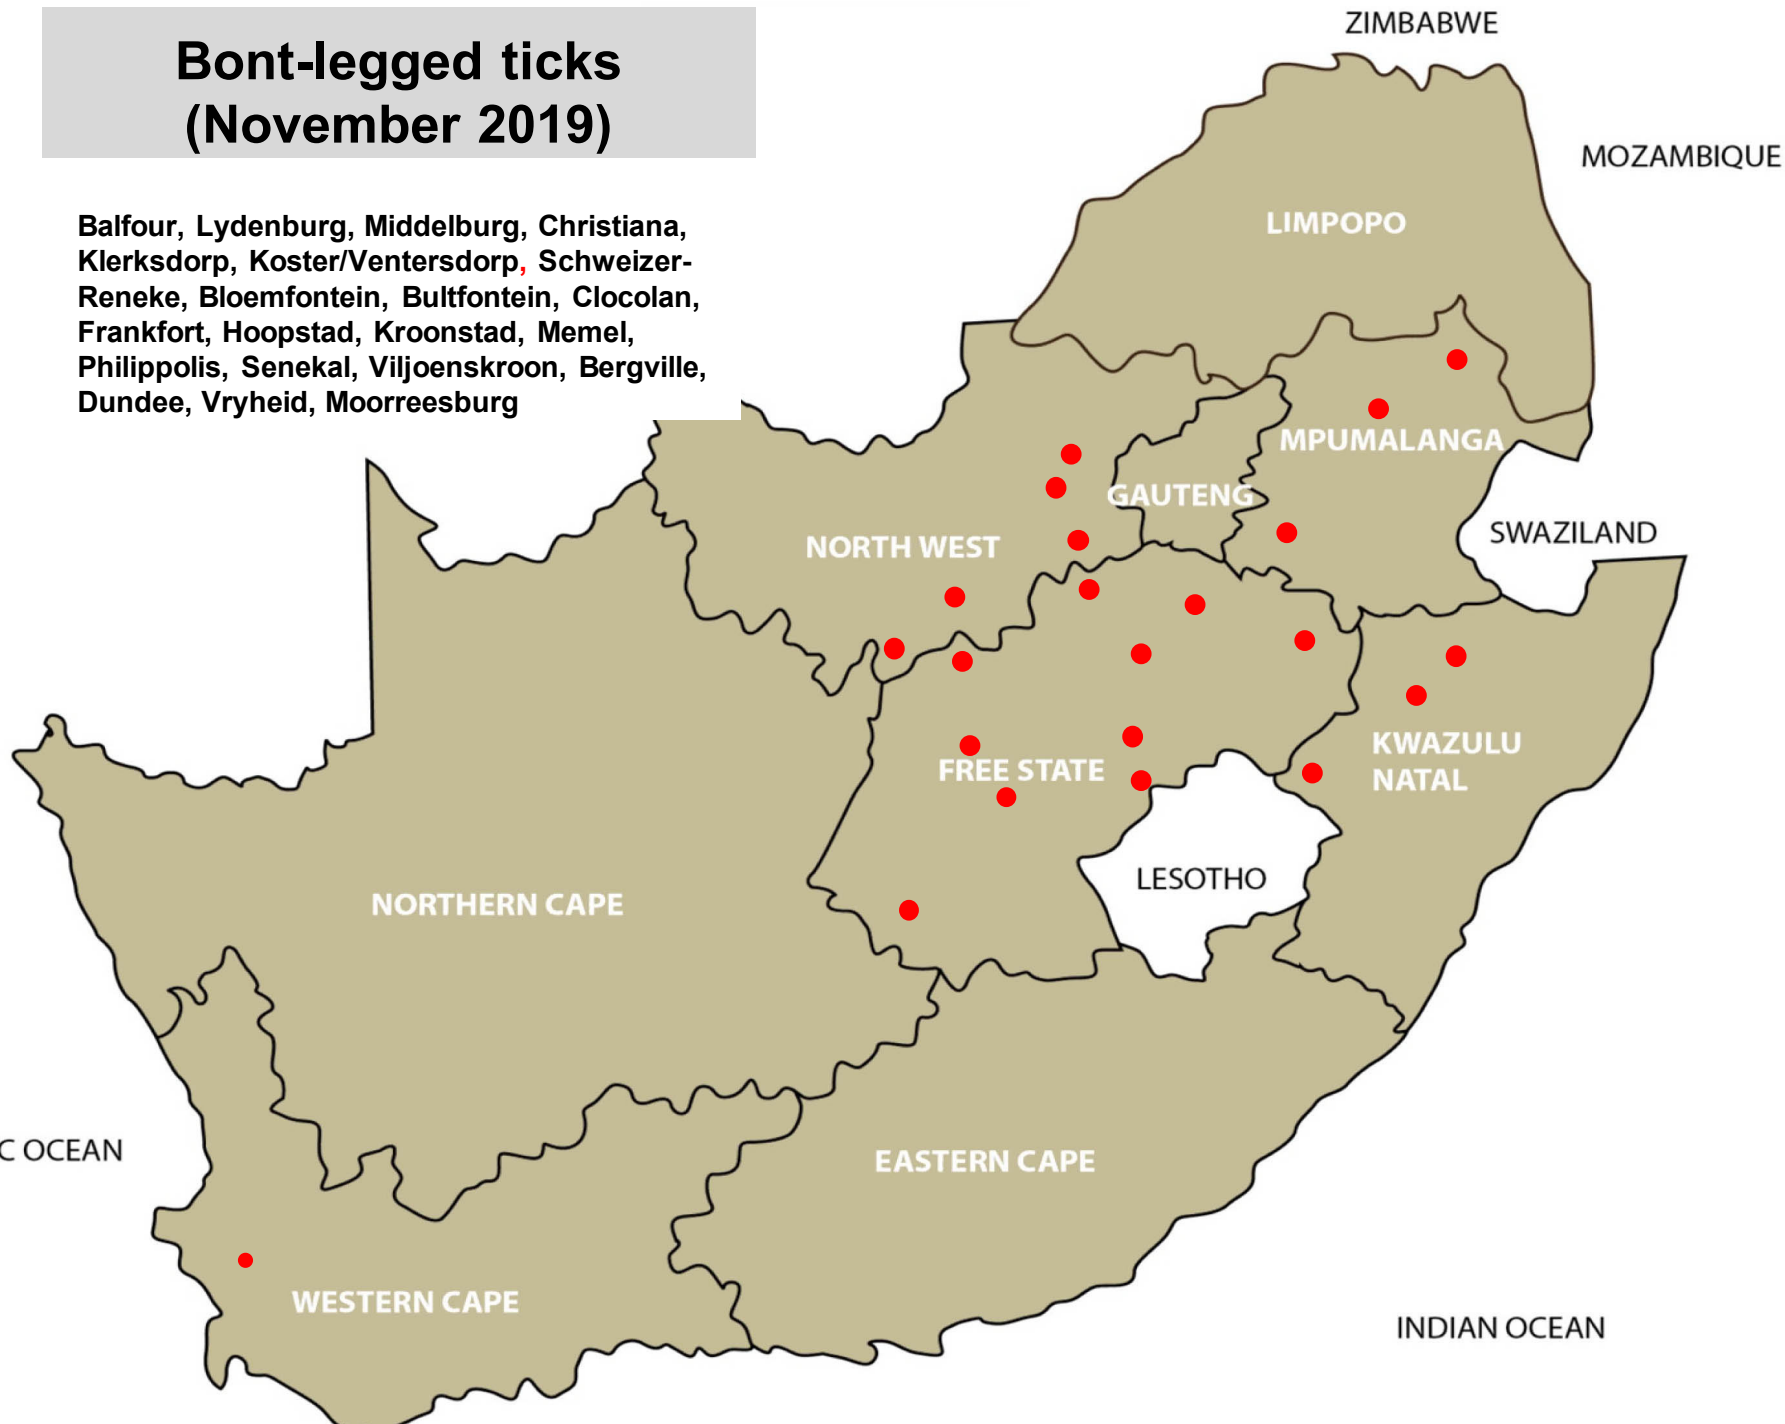 Bont-legged ticks
(November 2019)
Balfour, Lydenburg, Middelburg, Christiana,
Klerksdorp, Koster/Ventersdorp, Schweizer-
Reneke, Bloemfontein, Bultfontein, Clocolan,
Frankfort, Hoopstad, Kroonstad, Memel,
Philippolis, Senekal, Viljoenskroon, Bergville,
Dundee, Vryheid, Moorreesburg
ZIMBABWE
MOZAMBIQUE
LIMPOPO
MPUMALANGA
GAUTENG
SWAZILAND
NORTH WEST
KWAZULU
NATAL
FREE STATE
LESOTHO
NORTHERN CAPE
C OCEAN
EASTERN CAPE
WESTERN CAPE
INDIAN OCEAN